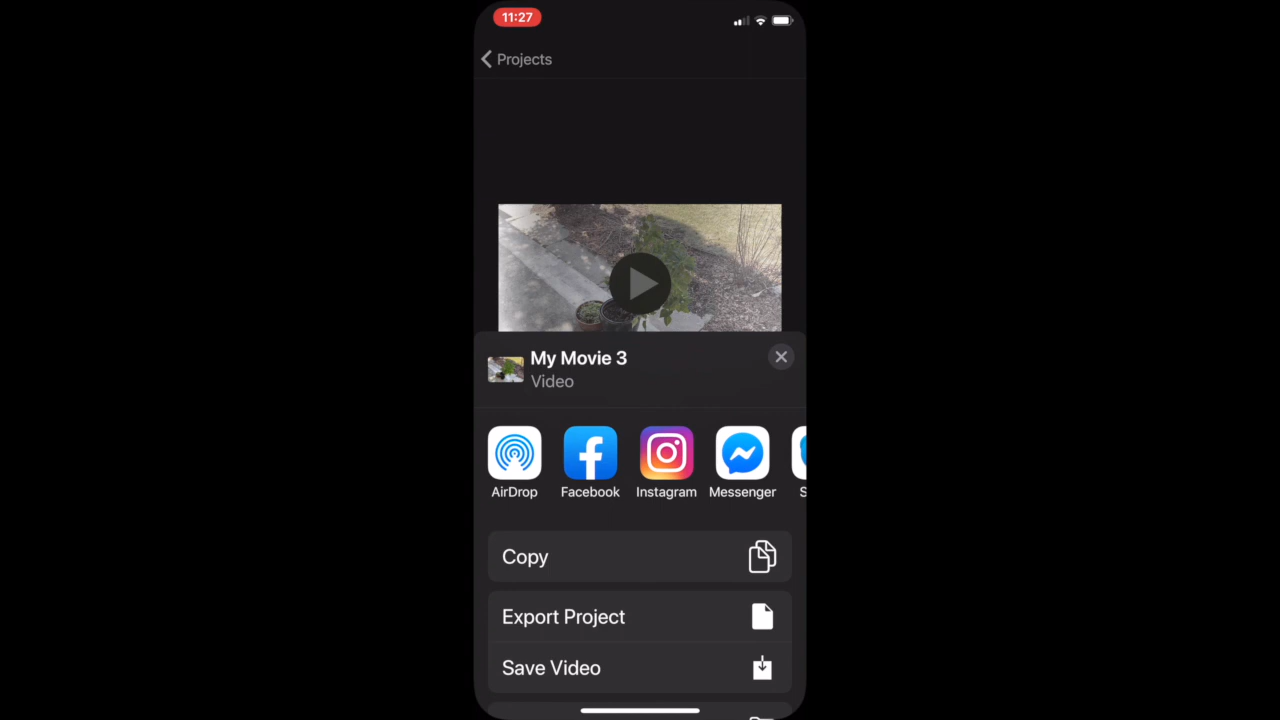 11:27
Projects
My Movie 3
Video
AirDrop
Facebook
Instagram
Messenger
S
Copy
Export Project
Save Video